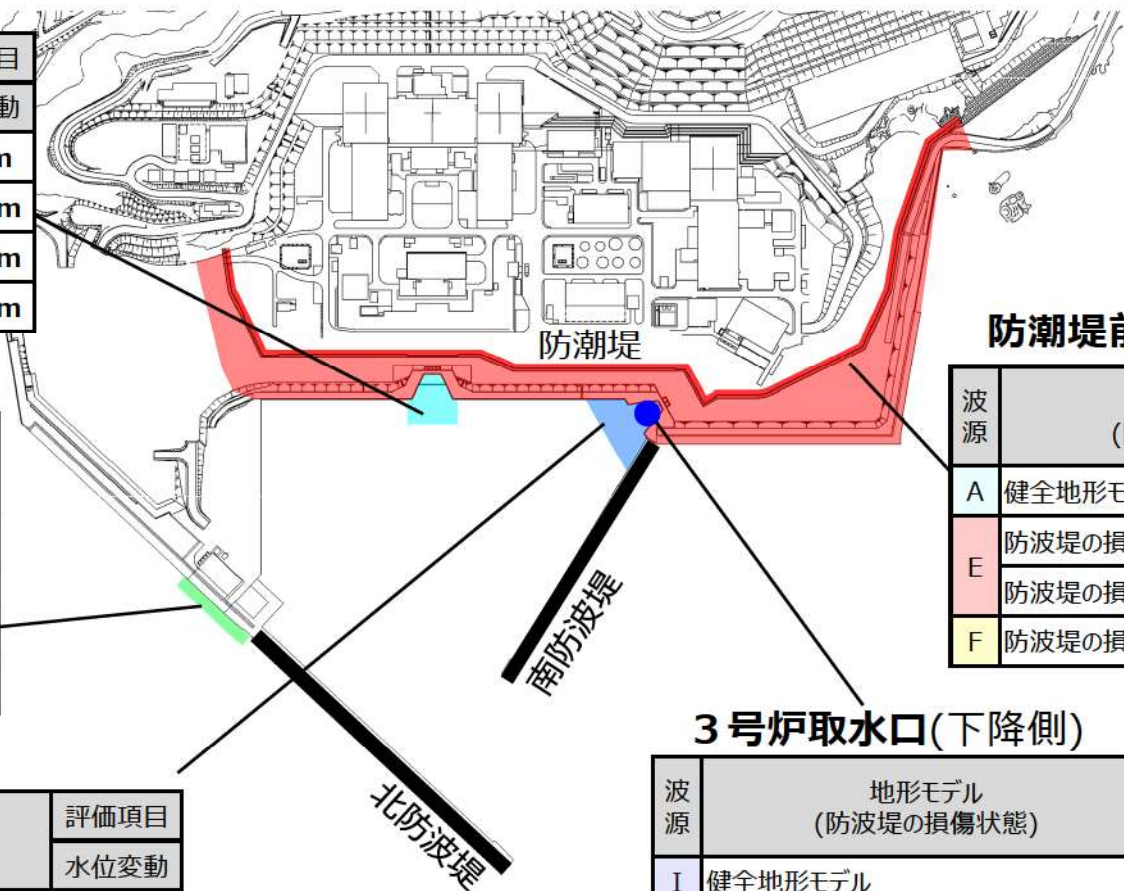 目
動
m
m
m
m
防潮堤
防潮堤前
波
源
A
健全地形モ
E
防波堤の損
防波堤の損
F
防波堤の損
南防波堤
北防波堤
3号炉取水口(下降側)
波
源
地形モデル
(防波堤の損傷状態)
I
健全地形モデル
評価項目
水位変動